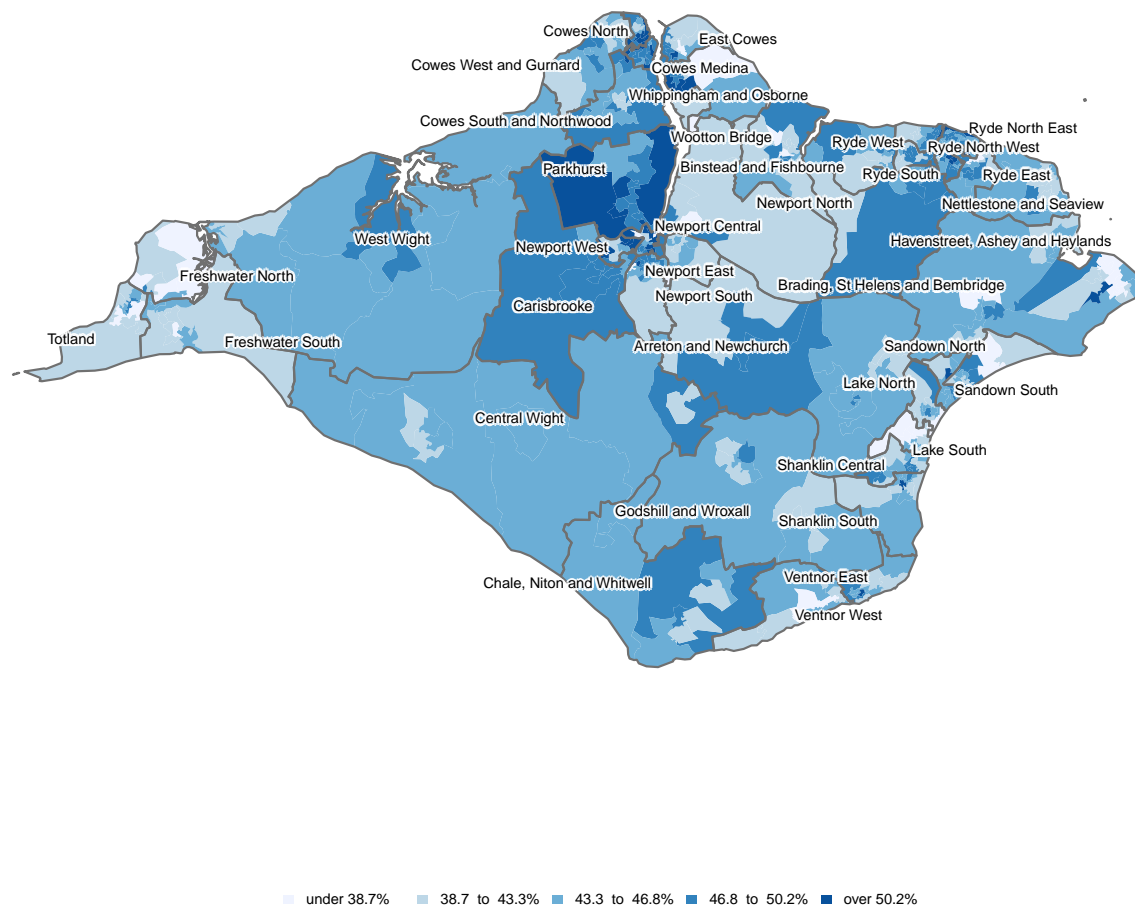 Cowes North
East Cowes
Cowes West and Gurnard
Cowes Medina
Whippingham and Osborne
Cowes South and Northwood
Ryde North East
Wootton Bridge
Ryde West
Ryde North West
Parkhurst
Binstead and Fishbourne
Ryde South
Ryde East
Newport North
Nettlestone and Seaview
Newport Central
West Wight
Newport West
Havenstreet, Ashey and Haylands
Freshwater North
Newport East
Brading, St Helens and Bembridge
Newport South
Carisbrooke
Totland
Freshwater South
Arreton and Newchurch
Sandown North
Lake North
Sandown South
Central Wight
Lake South
Shanklin Central
Godshill and Wroxall
Shanklin South
Chale, Niton and Whitwell
Ventnor East
Ventnor West
under 38.7% 38.7 to 43.3% 43.3 to 46.8% 46.8 to 50.2% over 50.2%